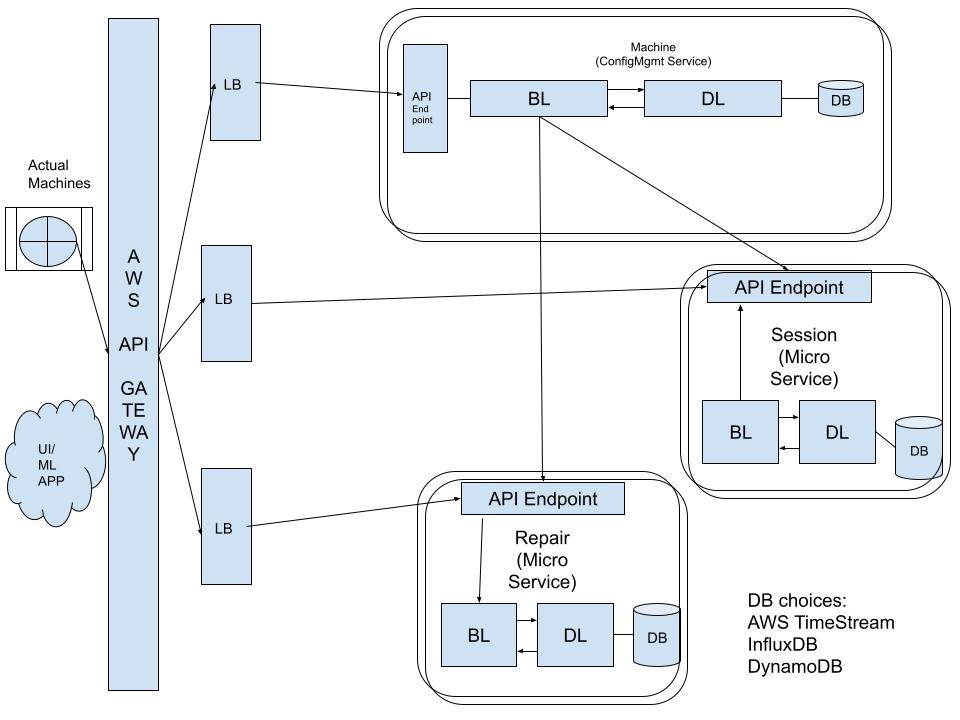 Actual
Machines
UI/
ML
APP
A
W
S
API
GA
TE
WA
Y
LB
LB
LB
Machine
(ConfigMgmt Service)
API
End
point
BL
DL
DB
API Endpoint
Session
(Micro
Service)
BL
DL
DB
API Endpoint
Repair
(Micro
Service)
BL
DL
DB
DB choices:
AWS TimeStream
InfluxDB
DynamoDB